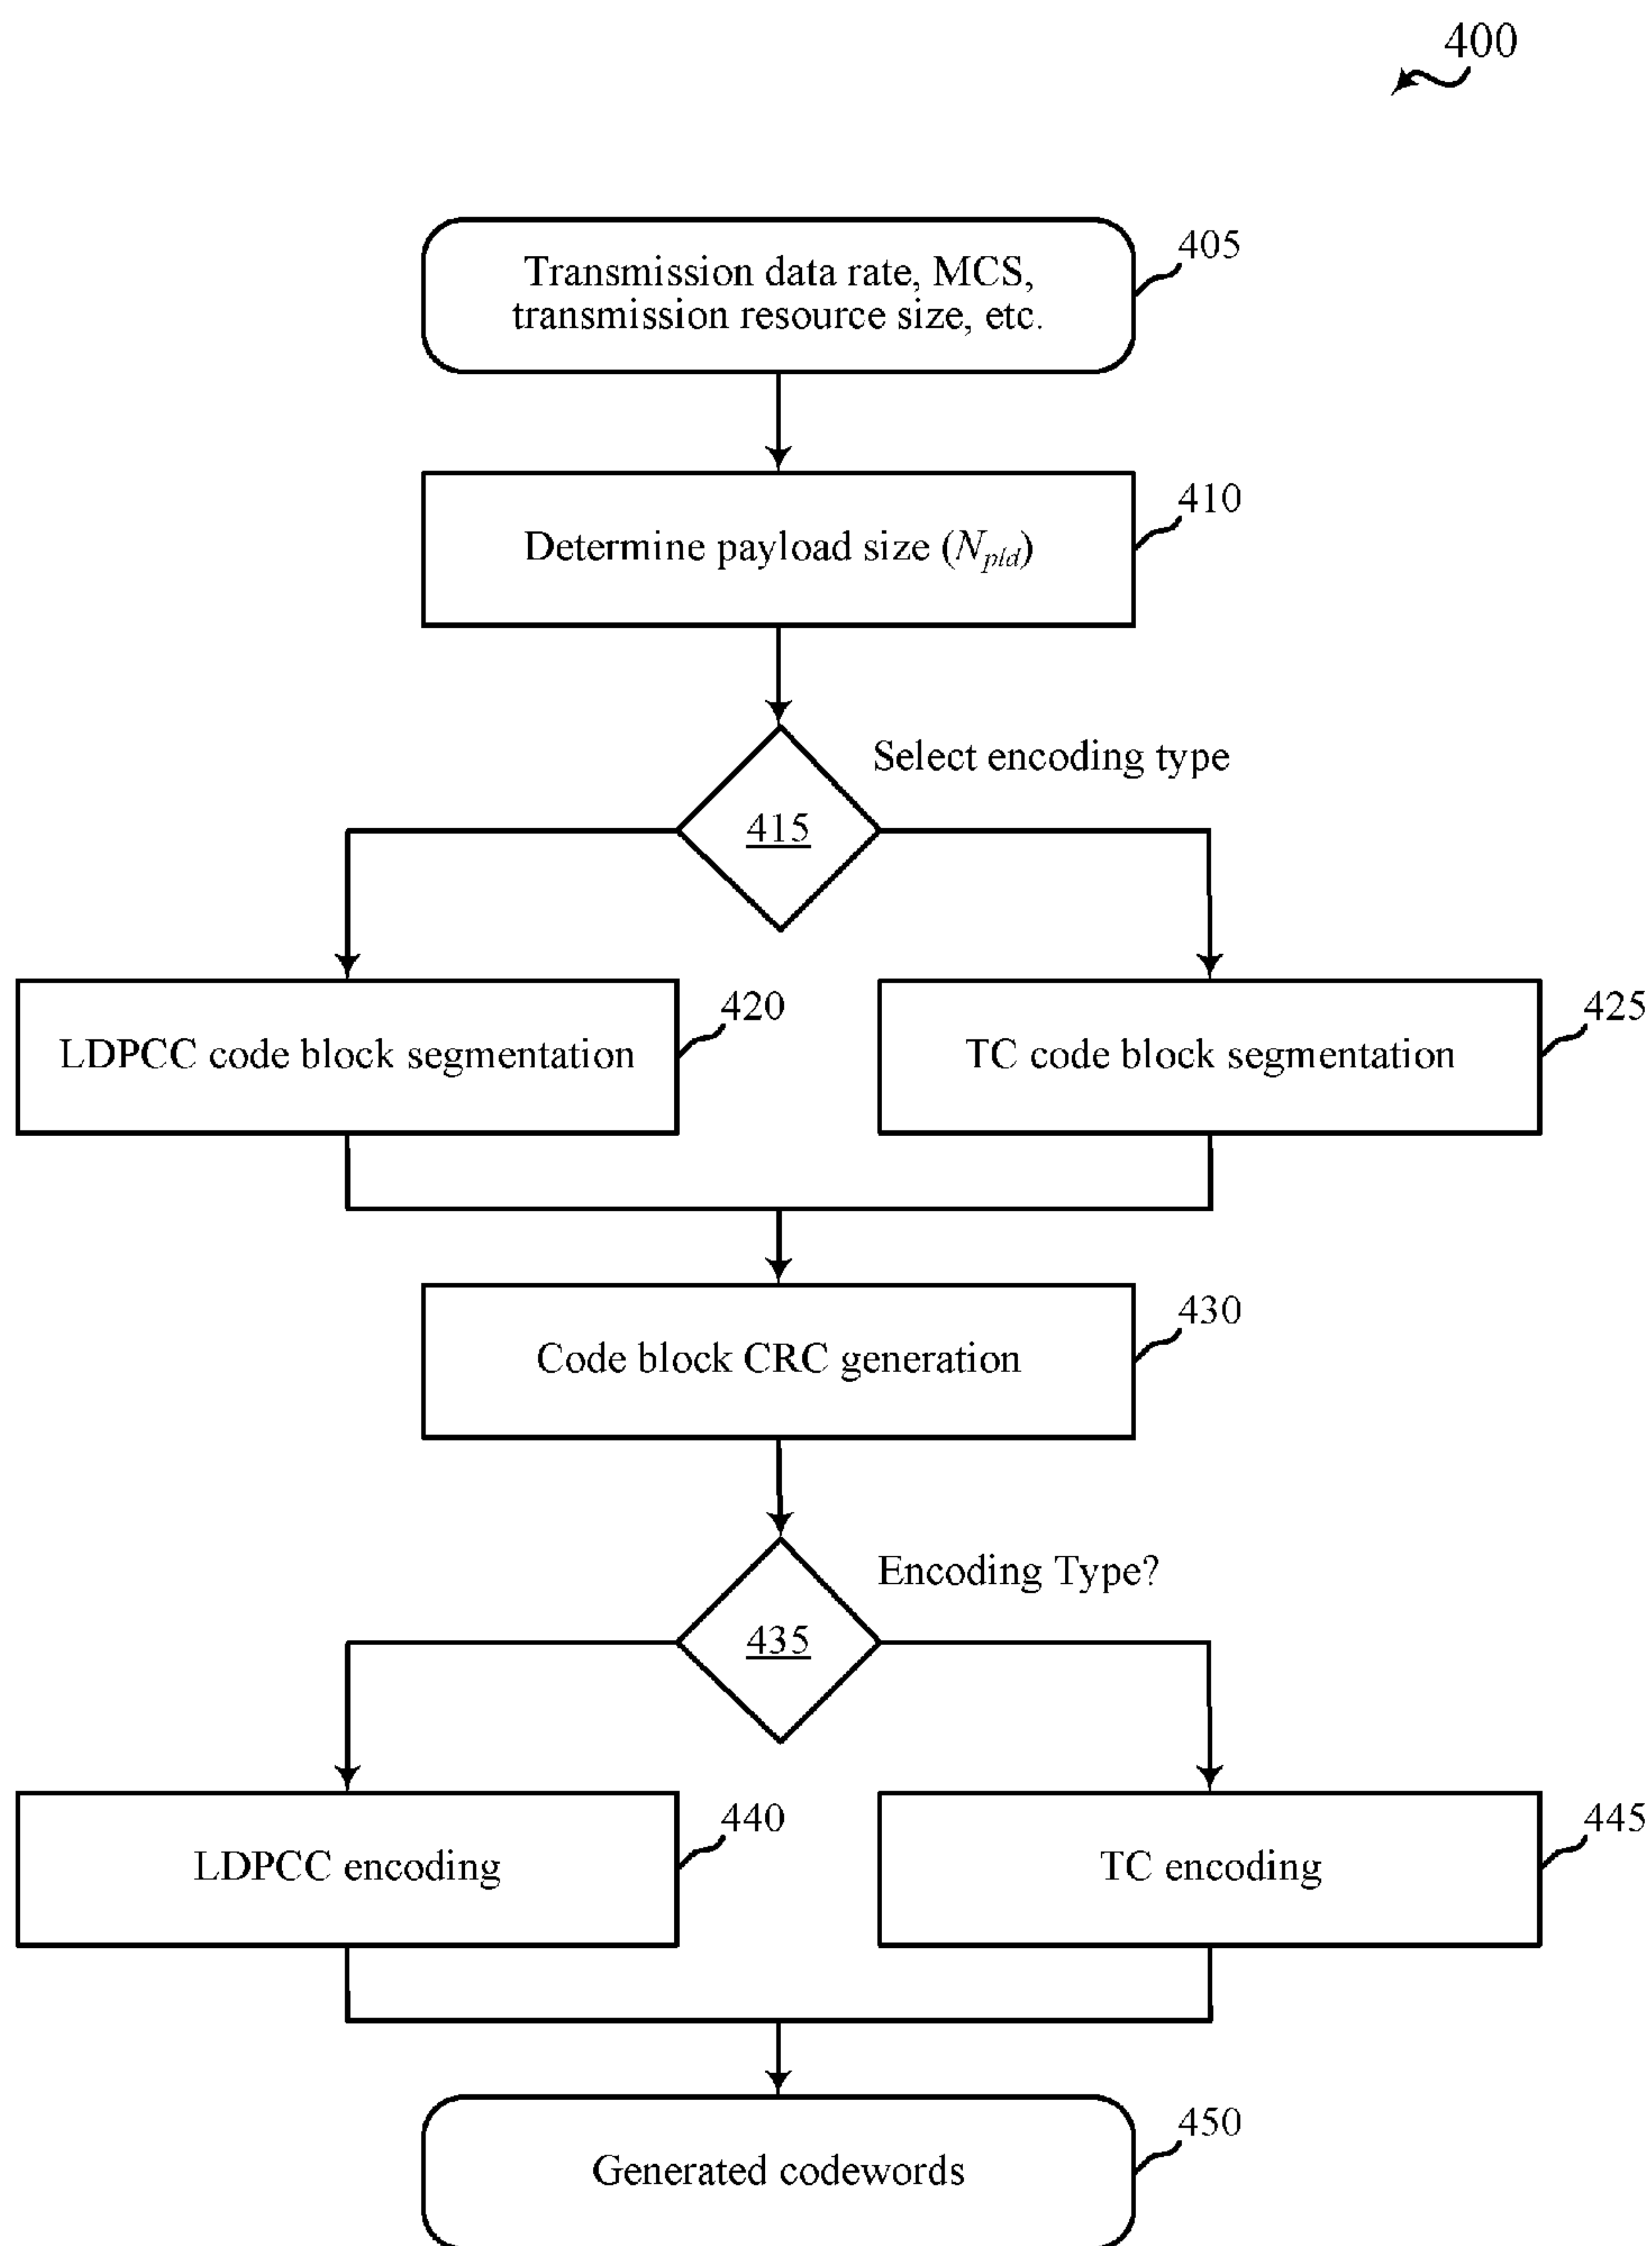 400
Transmission data rate, MCS,
transmission resource size, etc.
405
Determine payload size (N_pld)
410
Select encoding type
415
LDPCC code block segmentation
420
TC code block segmentation
425
Code block CRC generation
430
Encoding Type?
435
LDPCC encoding
440
TC encoding
445
Generated codewords
450